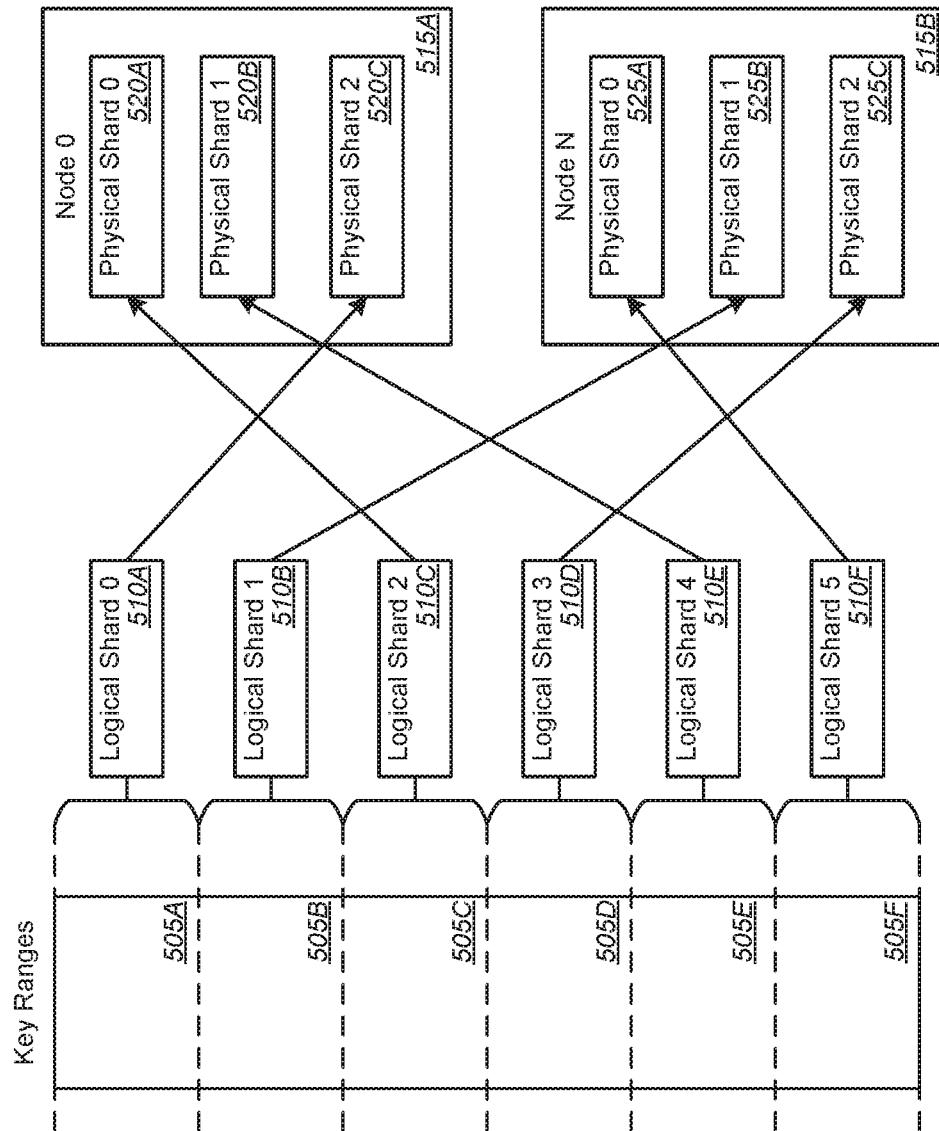 Key Ranges
505A
505B
505C
505D
505E
505F
Logical Shard 0
510A
Logical Shard 1
510B
Logical Shard 2
510C
Logical Shard 3
510D
Logical Shard 4
510E
Logical Shard 5
510F
Node 0
Physical Shard 0
520A
Physical Shard 1
520B
Physical Shard 2
520C
515A
Node N
Physical Shard 0
525A
Physical Shard 1
525B
Physical Shard 2
525C
515B